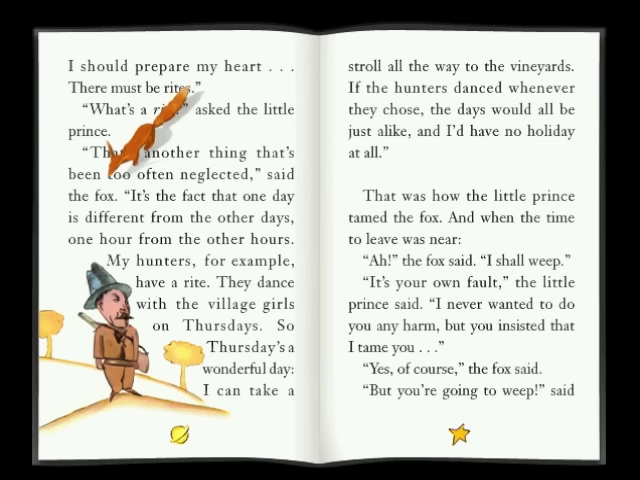 I should prepare my heart . . .
There must be rites.”
“What’s a rite?” asked the little
prince.
another thing that’s
been too often neglected,” said
the fox. “It’s the fact that one day
is different from the other days,
one hour from the other hours.
My hunters, for example,
have a rite. They dance
with the village girls
on Thursdays. So
Thursday’s a
wonderful day:
I can take a
stroll all the way to the vineyards.
If the hunters danced whenever
they chose, the days would all be
just alike, and I’d have no holiday
at all.”
That was how the little prince
tamed the fox. And when the time
to leave was near:
“Ah!” the fox said. “I shall weep.”
“It’s your own fault,” the little
prince said. “I never wanted to do
you any harm, but you insisted that
I tame you . . .”
“Yes, of course,” the fox said.
“But you’re going to weep!” said